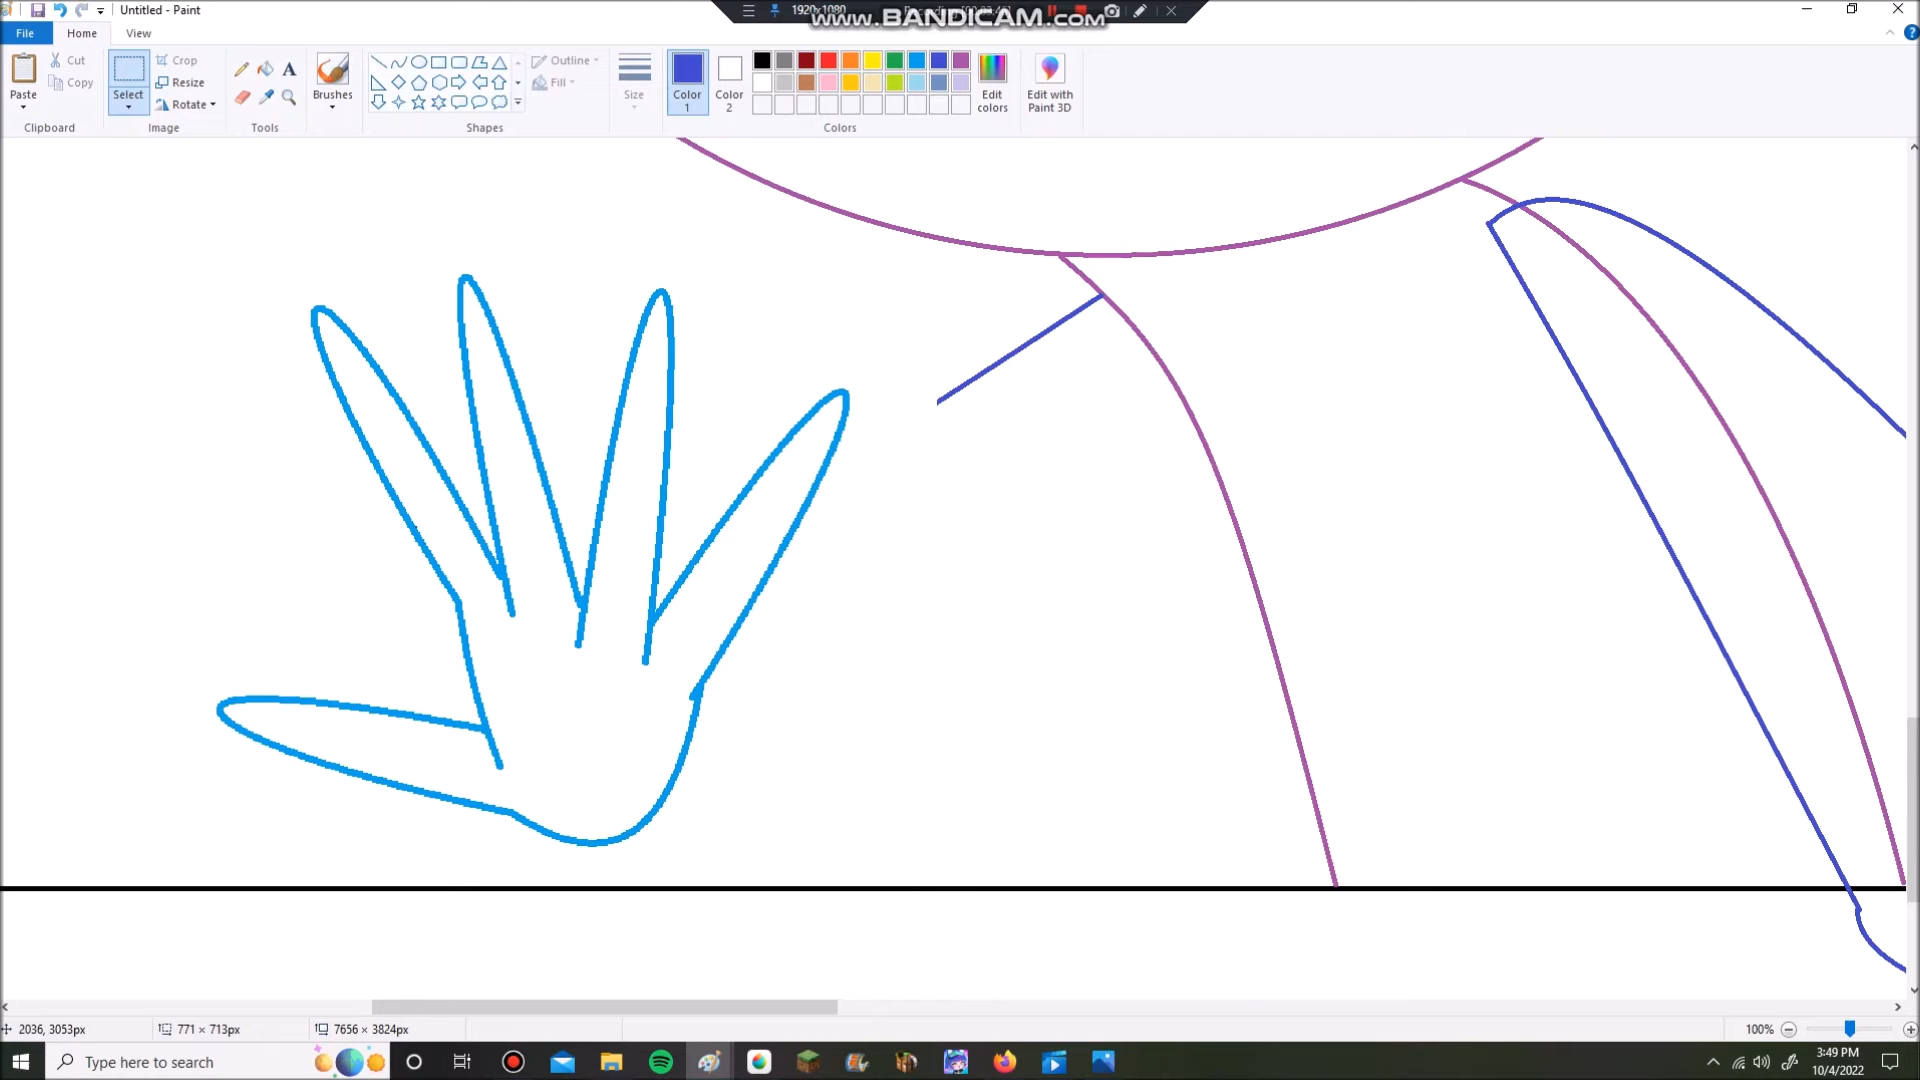 Untitled - Paint
1920x1080
www.BANDICAM.com
File
Home
View
Paste
Cut
Copy
Clipboard
Select
Crop
Resize
Rotate
Image
Tools
Brushes
Shapes
Outline
Fill
Size
Color 1
Color 2
Colors
Edit colors
Edit with Paint 3D
2036, 3053px
771 × 713px
7656 × 3824px
100%
Type here to search
3:49 PM
10/4/2022